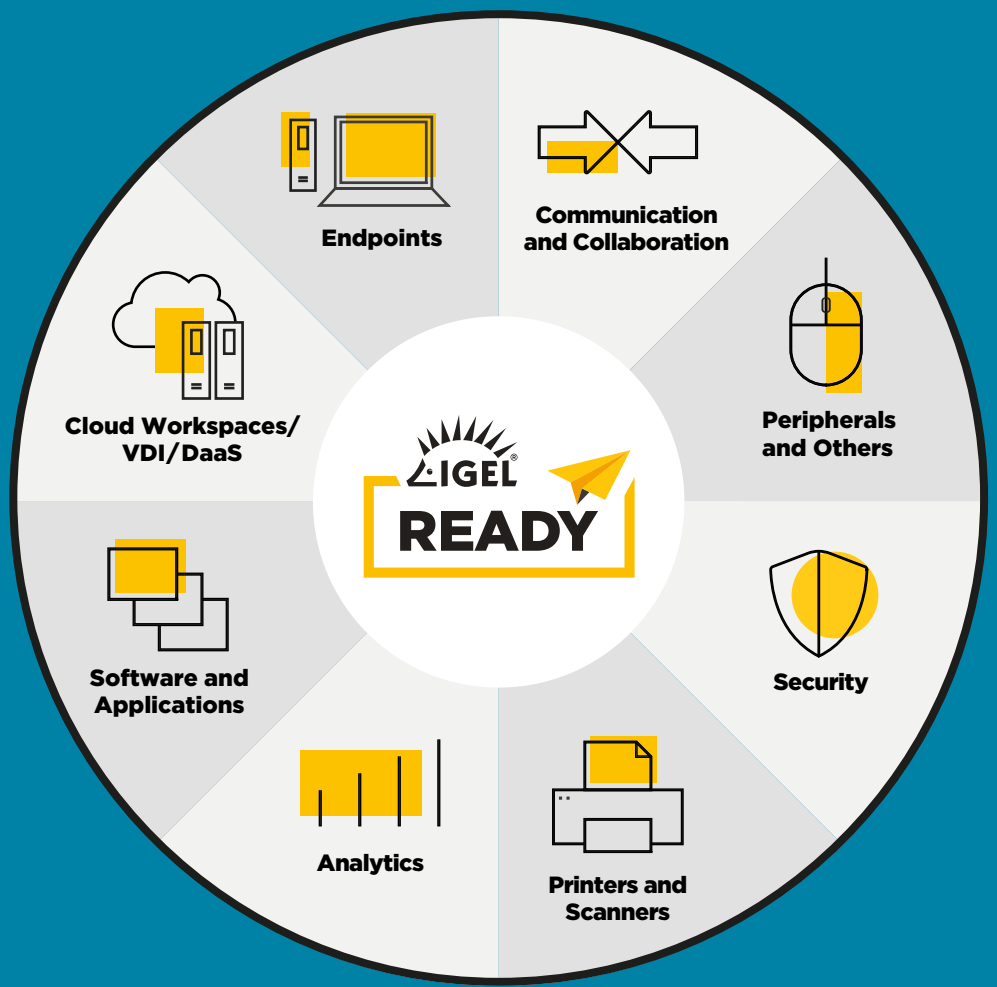 Endpoints
Communication
and Collaboration
Peripherals
and Others
Security
Printers and
Scanners
Analytics
Software and
Applications
Cloud Workspaces/
VDI/DaaS
IGEL®
READY